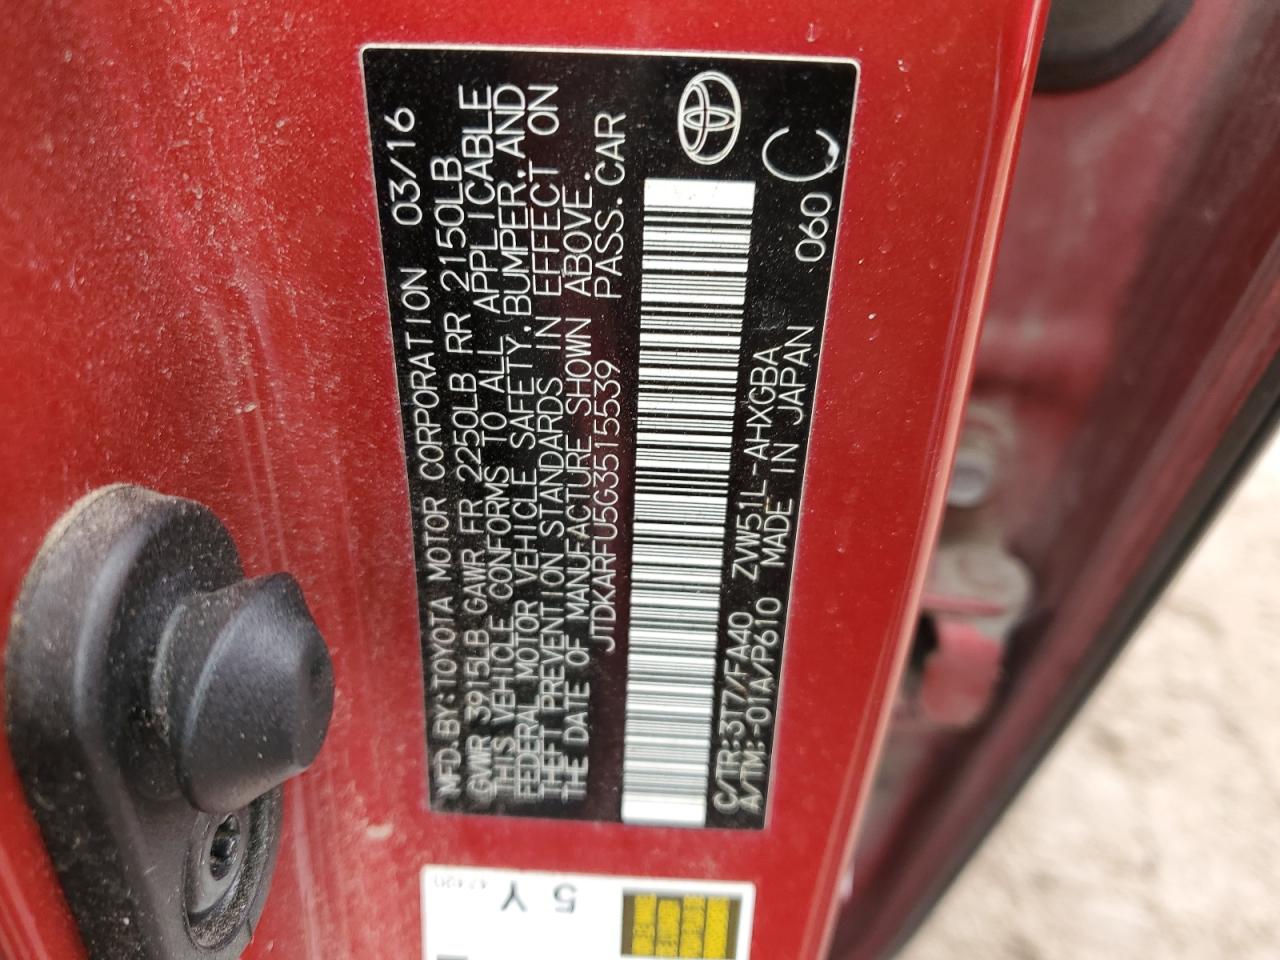 MFD.BY:TOYOTA MOTOR CORPORATION 03/16
GVWR 3915LB GAWR FR 2250LB RR 2150LB
THIS VEHICLE CONFORMS TO ALL APPLICABLE
FEDERAL MOTOR VEHICLE SAFETY,BUMPER,AND
THEFT PREVENTION STANDARDS IN EFFECT ON
THE DATE OF MANUFACTURE SHOWN ABOVE.
JTDKARFU5G3515539 PASS.CAR
C/TR:3T7/FA40 ZVW51L-AHXGBA 060 C
A/TM:-01A/P610 MADE IN JAPAN
5 Y
47420